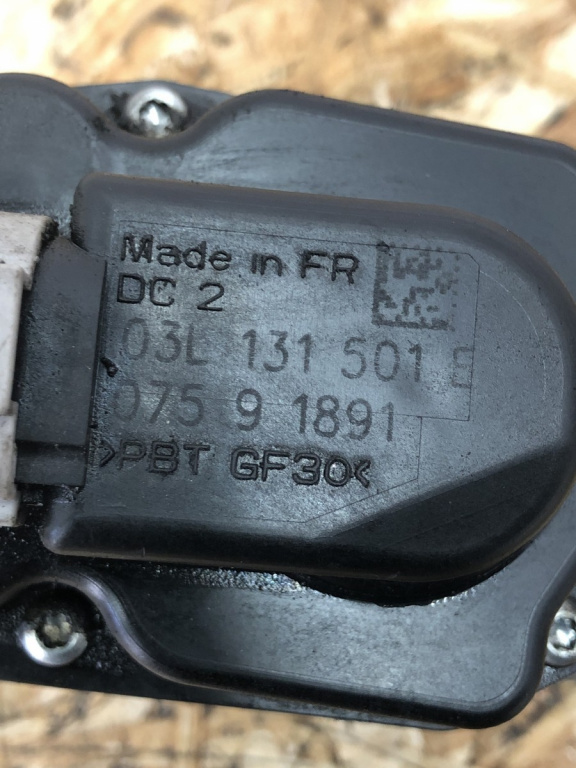 Made in FR
DC 2
03L 131 501 E
075 9 1891
>PBT GF30<